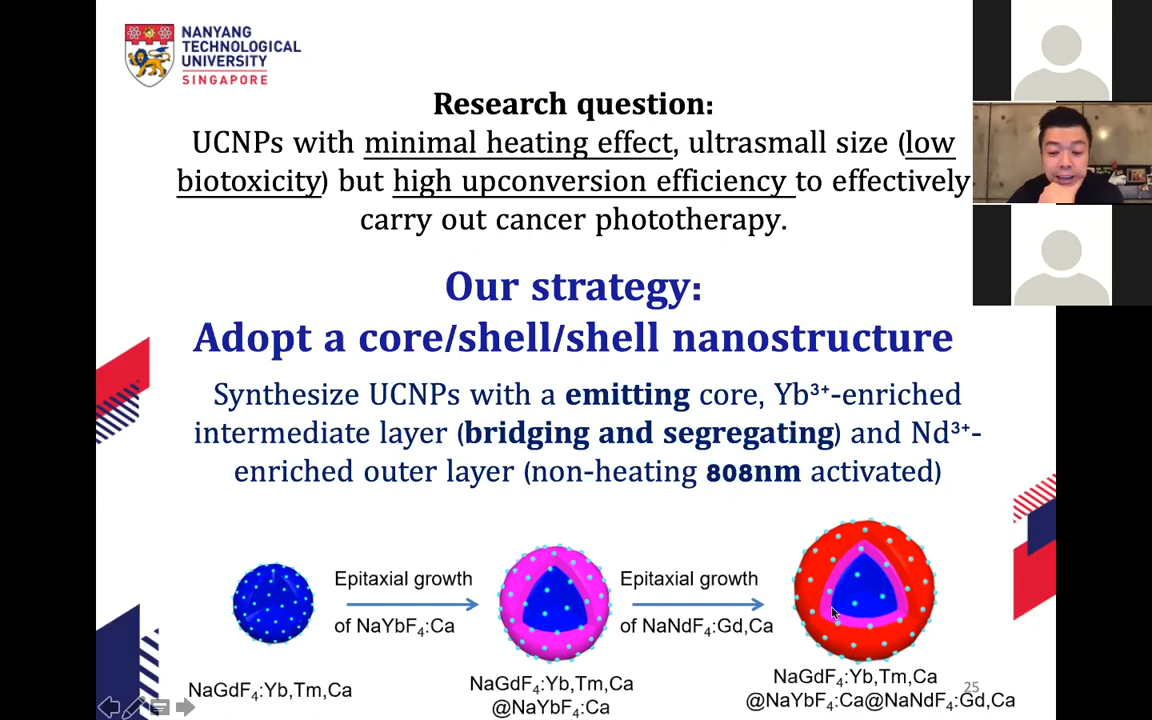 NANYANG
TECHNOLOGICAL
UNIVERSITY
SINGAPORE
Research question:
UCNPs with minimal heating effect, ultrasmall size (low
biotoxicity) but high upconversion efficiency to effectively
carry out cancer phototherapy.
Our strategy:
Adopt a core/shell/shell nanostructure
Synthesize UCNPs with a emitting core, Yb³⁺-enriched
intermediate layer (bridging and segregating) and Nd³⁺-
enriched outer layer (non-heating 808nm activated)
Epitaxial growth
of NaYbF₄:Ca
Epitaxial growth
of NaNdF₄:Gd,Ca
NaGdF₄:Yb,Tm,Ca
NaGdF₄:Yb,Tm,Ca
@NaYbF₄:Ca
NaGdF₄:Yb,Tm,Ca
@NaYbF₄:Ca@NaNdF₄:Gd,Ca
25